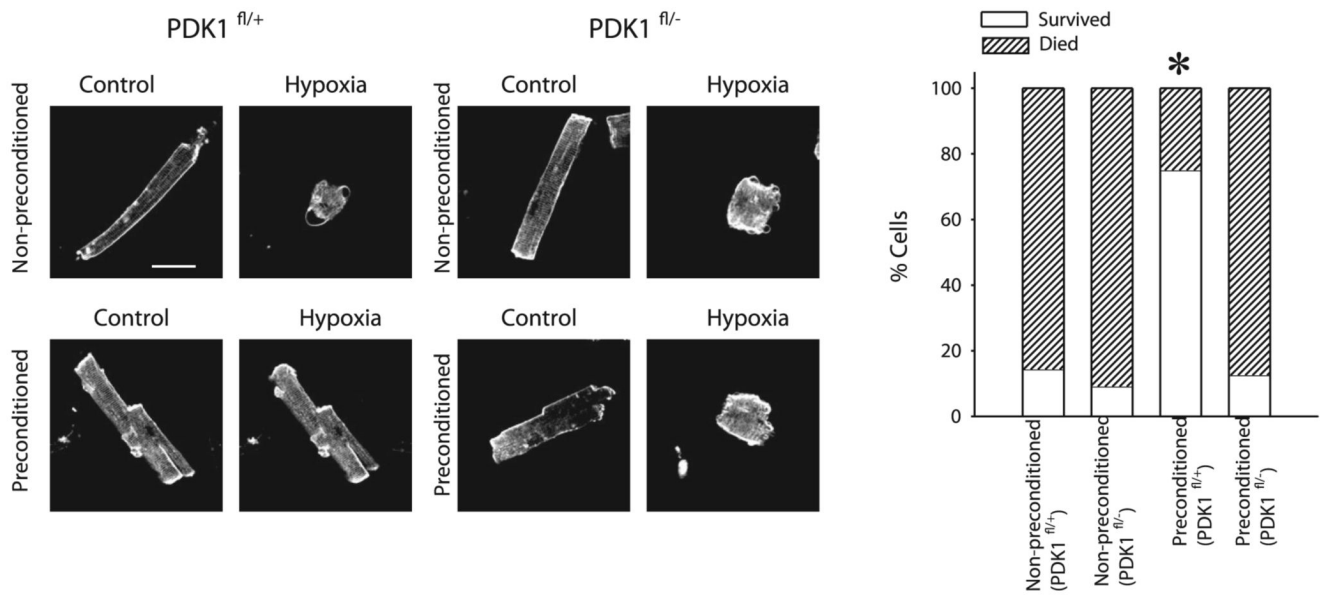 PDK1 fl/+
PDK1 fl/-
Control
Hypoxia
Control
Hypoxia
Non-preconditioned
Non-preconditioned
Control
Hypoxia
Control
Hypoxia
Preconditioned
Preconditioned
Survived
Died
*
% Cells
100
80
60
40
20
0
Non-preconditioned
(PDK1 fl/+)
Non-preconditioned
(PDK1 fl/-)
Preconditioned
(PDK1 fl/+)
Preconditioned
(PDK1 fl/-)